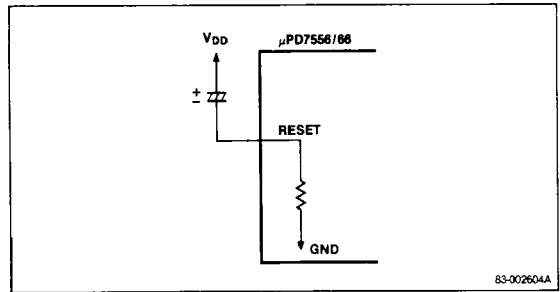 VDD
μPD7556/66
+
−
RESET
GND
83-002604A